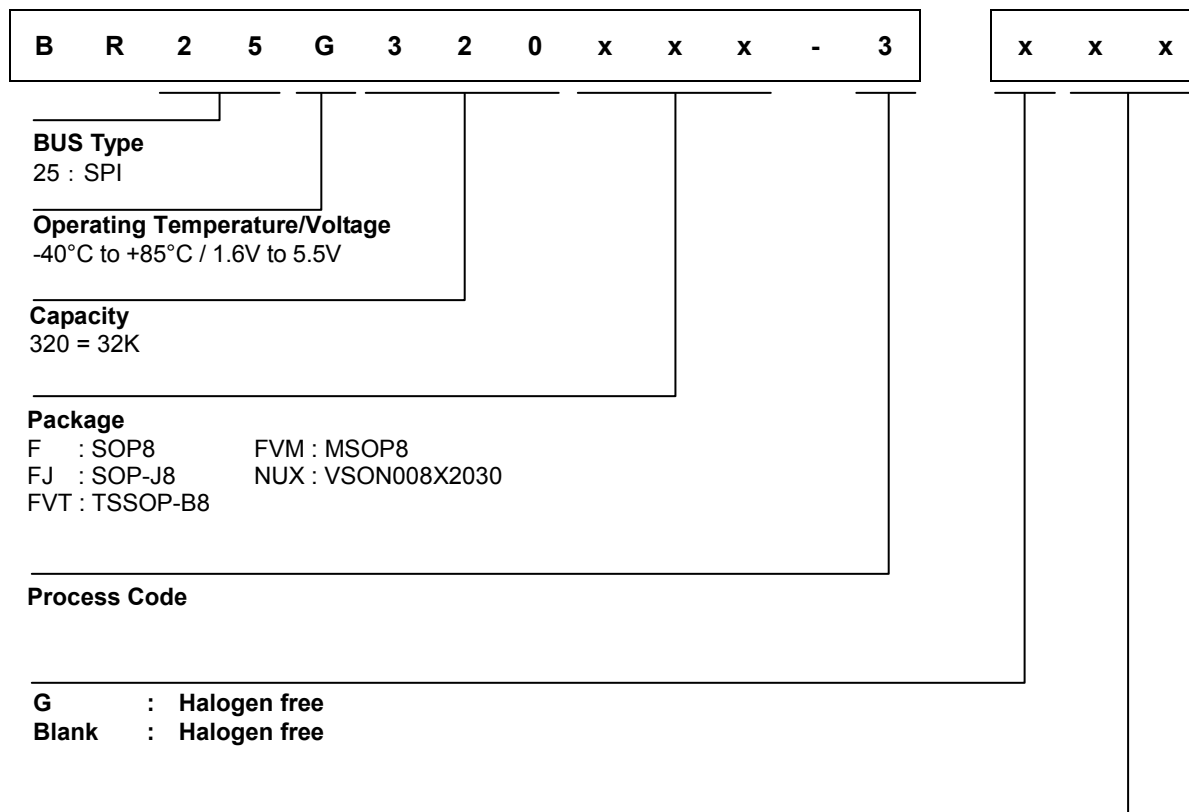 B R 2 5 G 3 2 0 x x x - 3 x x x
BUS Type
25 : SPI
Operating Temperature/Voltage
-40°C to +85°C / 1.6V to 5.5V
Capacity
320 = 32K
Package
F : SOP8 FVM : MSOP8
FJ : SOP-J8 NUX : VSON008X2030
FVT : TSSOP-B8
Process Code
G : Halogen free
Blank : Halogen free